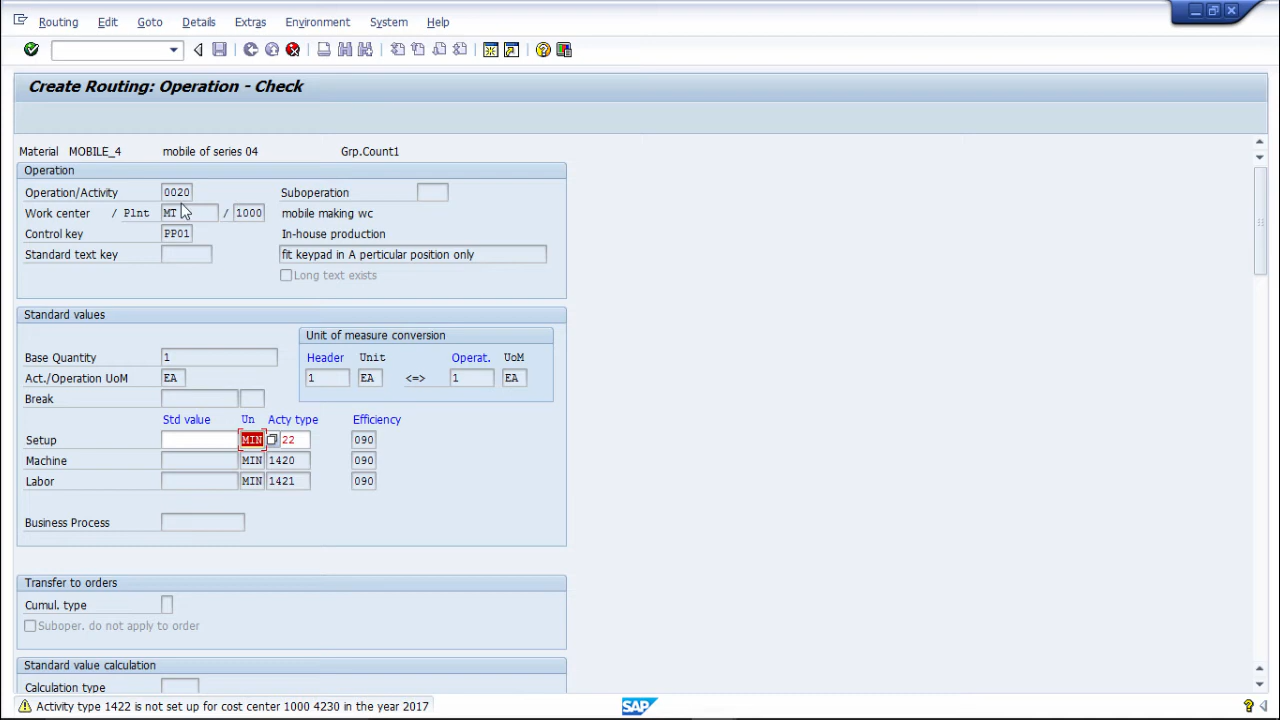 Routing Edit Goto Details Extras Environment System Help
Create Routing: Operation - Check
Material MOBILE_4 mobile of series 04 Grp.Count1
Operation
Operation/Activity 0020 Suboperation
Work center / Plnt MT / 1000 mobile making wc
Control key PP01 In-house production
Standard text key fit keypad in A perticular position only
Long text exists
Standard values
Unit of measure conversion
Base Quantity 1 Header Unit Operat. UoM
Act./Operation UoM EA 1 EA <=> 1 EA
Break
Std value Un Acty type Efficiency
Setup MIN 22 090
Machine MIN 1420 090
Labor MIN 1421 090
Business Process
Transfer to orders
Cumul. type
Suboper. do not apply to order
Standard value calculation
Calculation type
Activity type 1422 is not set up for cost center 1000 4230 in the year 2017 SAP